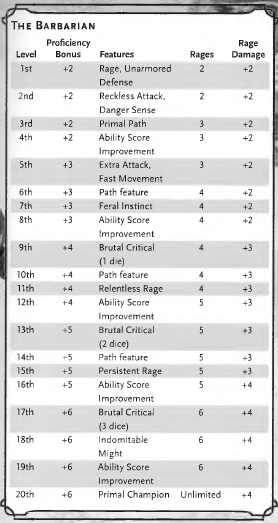 THE BARBARIAN
Proficiency Rage
Level Bonus Features Rages Damage
1st +2 Rage, Unarmored 2 +2
Defense
2nd +2 Reckless Attack, 2 +2
Danger Sense
3rd +2 Primal Path 3 +2
4th +2 Ability Score 3 +2
Improvement
5th +3 Extra Attack, 3 +2
Fast Movement
6th +3 Path feature 4 +2
7th +3 Feral Instinct 4 +2
8th +3 Ability Score 4 +2
Improvement
9th +4 Brutal Critical 4 +3
(1 die)
10th +4 Path feature 4 +3
11th +4 Relentless Rage 4 +3
12th +4 Ability Score 5 +3
Improvement
13th +5 Brutal Critical 5 +3
(2 dice)
14th +5 Path feature 5 +3
15th +5 Persistent Rage 5 +3
16th +5 Ability Score 5 +4
Improvement
17th +6 Brutal Critical 6 +4
(3 dice)
18th +6 Indomitable 6 +4
Might
19th +6 Ability Score 6 +4
Improvement
20th +6 Primal Champion Unlimited +4